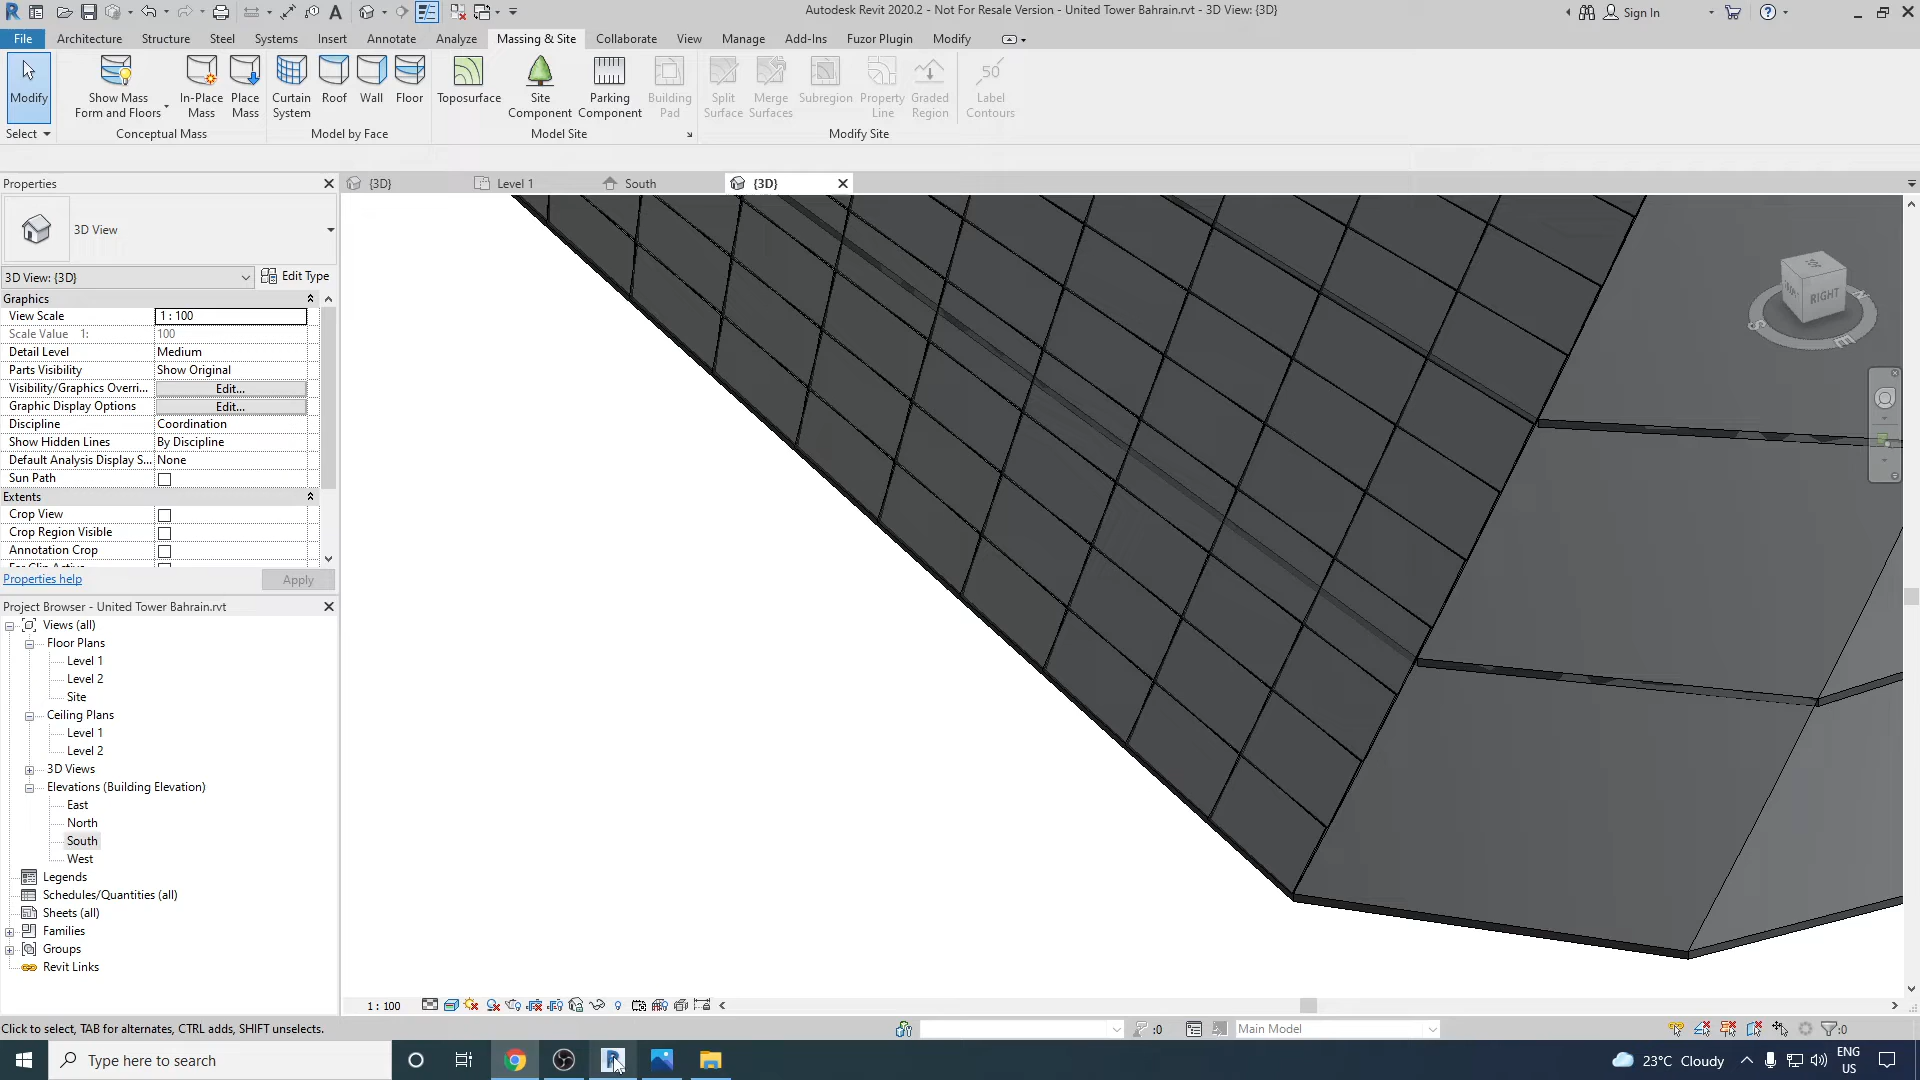 Autodesk Revit 2020.2 - Not For Resale Version - United Tower Bahrain.rvt - 3D View: {3D}
Sign In
File Architecture Structure Steel Systems Insert Annotate Analyze Massing & Site Collaborate View Manage Add-Ins Fuzor Plugin Modify
Modify
Show Mass Form and Floors
In-Place Mass
Place Mass
Curtain System
Roof
Wall
Floor
Toposurface
Site Component
Parking Component
Building Pad
Split Surface
Merge Surfaces
Subregion
Property Line
Graded Region
50
Label Contours
Select Conceptual Mass Model by Face Model Site Modify Site
Properties
{3D} Level 1 South {3D}
3D View
3D View: {3D} Edit Type
Graphics
View Scale 1 : 100
Scale Value 1: 100
Detail Level Medium
Parts Visibility Show Original
Visibility/Graphics Overri... Edit...
Graphic Display Options Edit...
Discipline Coordination
Show Hidden Lines By Discipline
Default Analysis Display S... None
Sun Path
Extents
Crop View
Crop Region Visible
Annotation Crop
Properties help Apply
Project Browser - United Tower Bahrain.rvt
Views (all)
Floor Plans
Level 1
Level 2
Site
Ceiling Plans
Level 1
Level 2
3D Views
Elevations (Building Elevation)
East
North
South
West
Legends
Schedules/Quantities (all)
Sheets (all)
Families
Groups
Revit Links
TOP
RIGHT
S
E
N
1 : 100
Click to select, TAB for alternates, CTRL adds, SHIFT unselects.
:0
Main Model
:0
Type here to search
23°C Cloudy
ENG
US